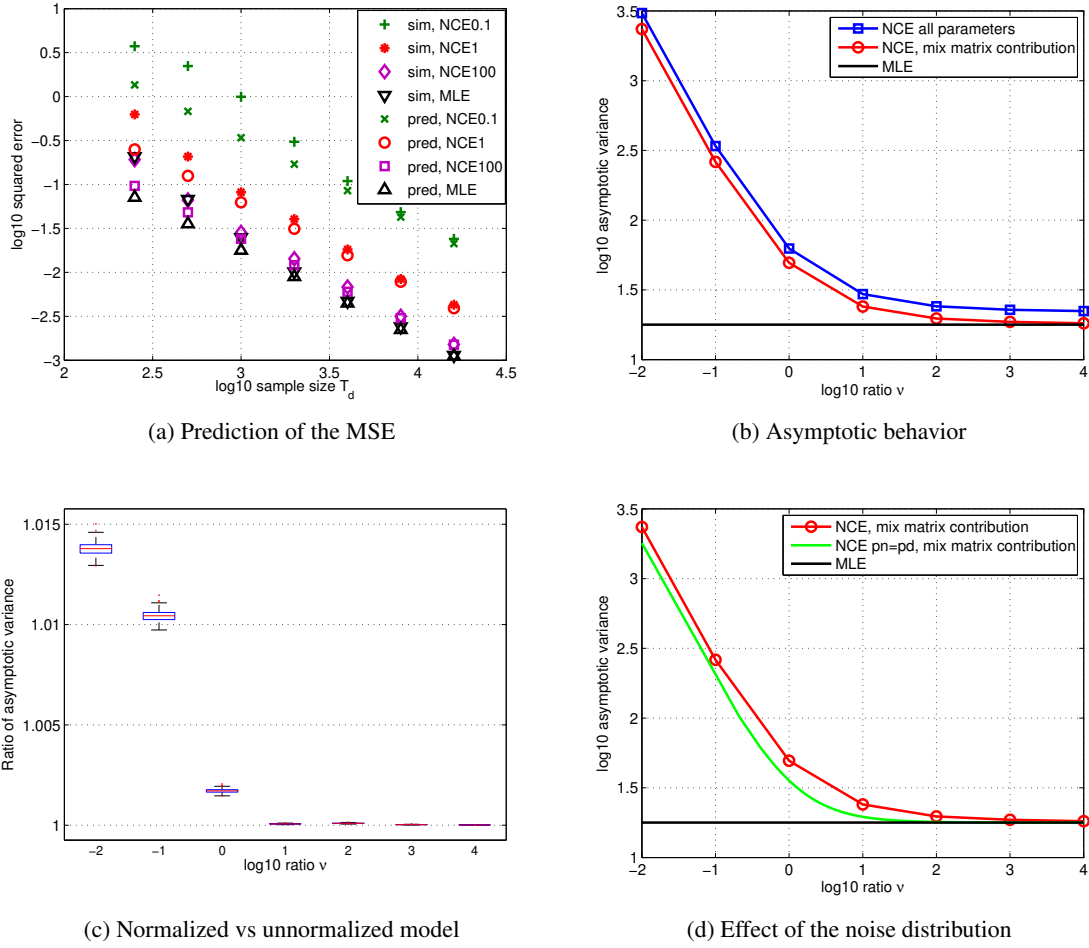 1
0.5
0
−0.5
−1
−1.5
−2
−2.5
−3
2
2.5
3
3.5
4
4.5
log10 squared error
log10 sample size T_d
sim, NCE0.1
sim, NCE1
sim, NCE100
sim, MLE
pred, NCE0.1
pred, NCE1
pred, NCE100
pred, MLE
(a) Prediction of the MSE
3.5
3
2.5
2
1.5
1
−2
−1
0
1
2
3
4
log10 asymptotic variance
log10 ratio ν
NCE all parameters
NCE, mix matrix contribution
MLE
(b) Asymptotic behavior
1.015
1.01
1.005
1
−2
−1
0
1
2
3
4
Ratio of asymptotic variance
log10 ratio ν
(c) Normalized vs unnormalized model
3.5
3
2.5
2
1.5
1
−2
−1
0
1
2
3
4
log10 asymptotic variance
log10 ratio ν
NCE, mix matrix contribution
NCE pn=pd, mix matrix contribution
MLE
(d) Effect of the noise distribution